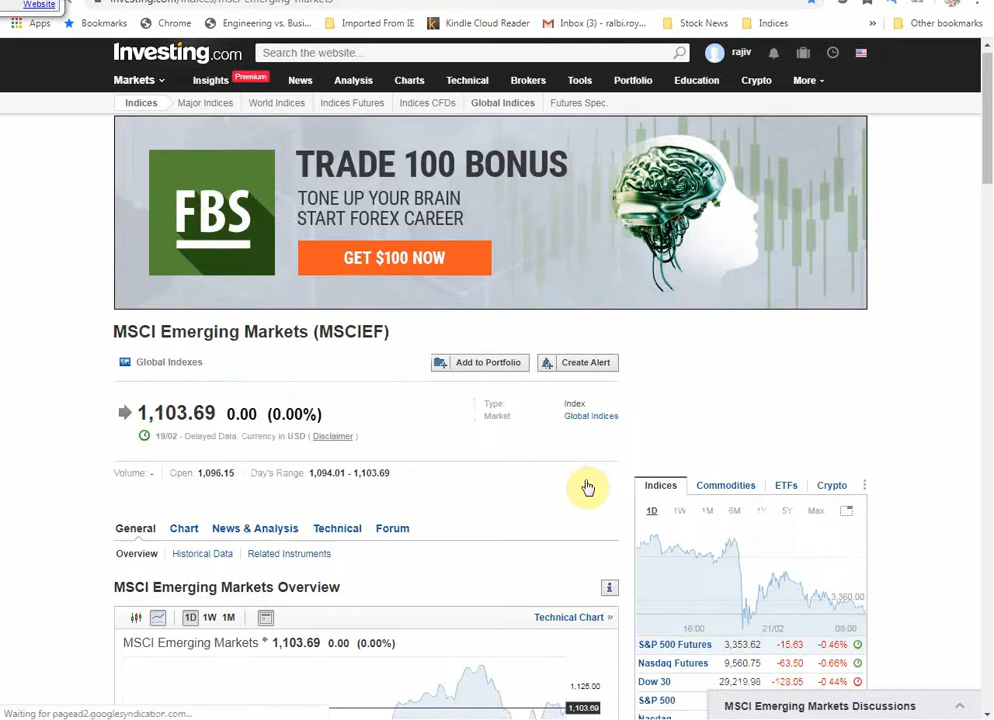 Website
investing.com/indices/msci-emerging-markets
Apps Bookmarks Chrome Engineering vs. Busi... Imported From IE Kindle Cloud Reader Inbox (3) - ralbi.roy... Stock News Indices » Other bookmarks
Investing.com Search the website... rajiv
Markets Insights Premium News Analysis Charts Technical Brokers Tools Portfolio Education Crypto More
Indices Major Indices World Indices Indices Futures Indices CFDs Global Indices Futures Spec.
FBS
TRADE 100 BONUS
TONE UP YOUR BRAIN
START FOREX CAREER
GET $100 NOW
MSCI Emerging Markets (MSCIEF)
Global Indexes Add to Portfolio Create Alert
1,103.69 0.00 (0.00%)
Type: Index
Market Global Indices
19/02 - Delayed Data. Currency in USD ( Disclaimer )
Volume: - Open: 1,096.15 Day's Range: 1,094.01 - 1,103.69
Indices Commodities ETFs Crypto
1D 1W 1M 6M 1Y 5Y Max
General Chart News & Analysis Technical Forum
Overview Historical Data Related Instruments
MSCI Emerging Markets Overview
3,360.00
16:00 21/02 08:00
1D 1W 1M Technical Chart »
MSCI Emerging Markets 1,103.69 0.00 (0.00%)
1,125.00
1,103.69
S&P 500 Futures 3,353.62 -15.63 -0.46%
Nasdaq Futures 9,560.75 -63.50 -0.66%
Dow 30 29,219.98 -128.05 -0.44%
S&P 500
Nasdaq
MSCI Emerging Markets Discussions
Waiting for pagead2.googlesyndication.com...